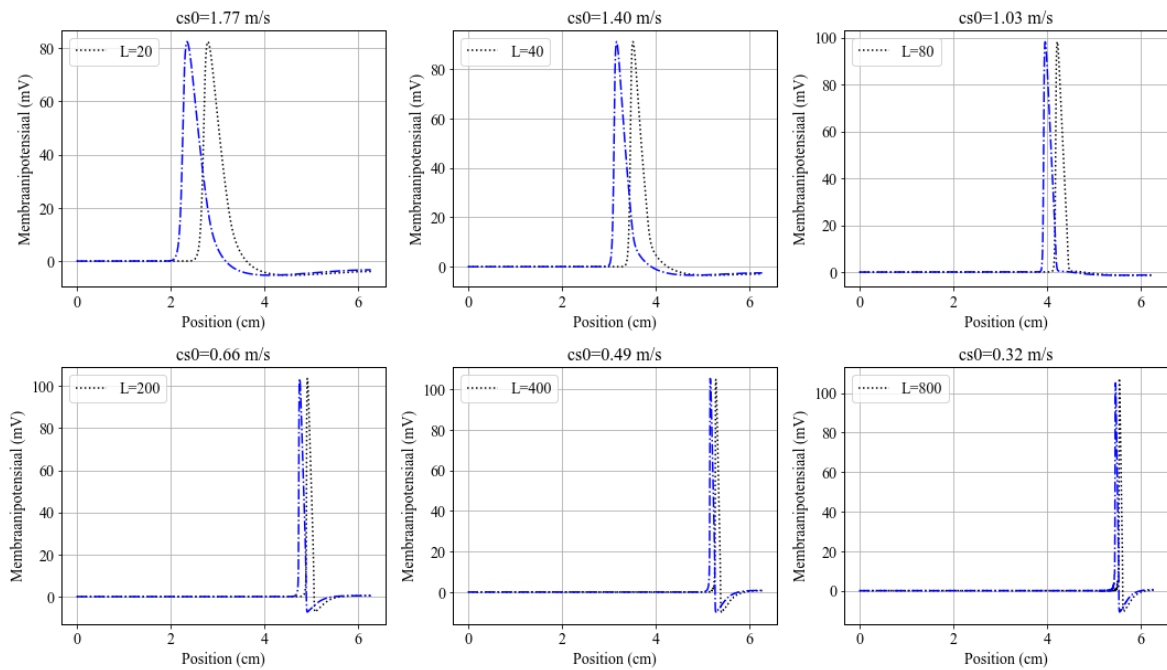 cs0=1.77 m/s
L=20
80
60
40
20
0
Membraanipotensiaal (mV)
0 2 4 6
Position (cm)
cs0=1.40 m/s
L=40
80
60
40
20
0
Membraanipotensiaal (mV)
0 2 4 6
Position (cm)
cs0=1.03 m/s
L=80
100
80
60
40
20
0
Membraanipotensiaal (mV)
0 2 4 6
Position (cm)
cs0=0.66 m/s
L=200
100
80
60
40
20
0
Membraanipotensiaal (mV)
0 2 4 6
Position (cm)
cs0=0.49 m/s
L=400
100
80
60
40
20
0
Membraanipotensiaal (mV)
0 2 4 6
Position (cm)
cs0=0.32 m/s
L=800
100
80
60
40
20
0
Membraanipotensiaal (mV)
0 2 4 6
Position (cm)